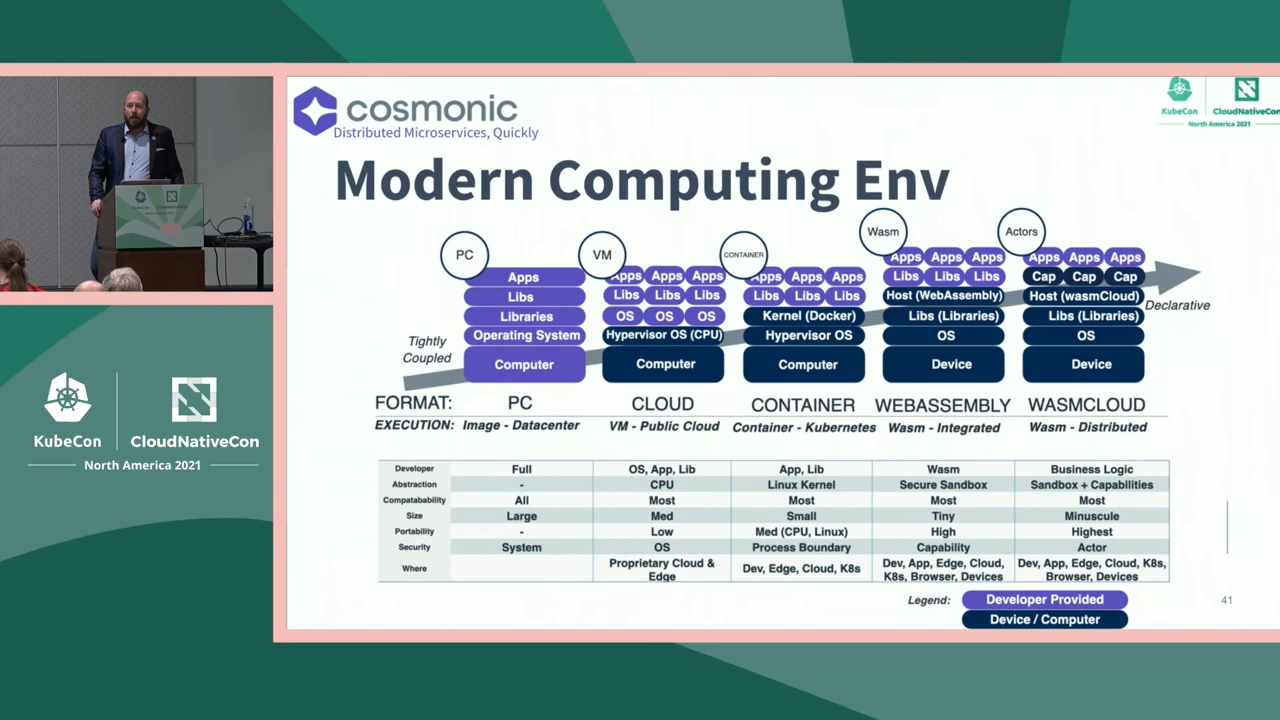 cosmonic
Distributed Microservices, Quickly
KubeCon
CloudNativeCon
North America 2021
Modern Computing Env
PC
VM
CONTAINER
Wasm
Actors
Tightly
Coupled
Declarative
Apps
Libs
Libraries
Operating System
Computer
Apps Apps Apps
Libs Libs Libs
OS OS OS
Hypervisor OS (CPU)
Computer
Apps Apps Apps
Libs Libs Libs
Kernel (Docker)
Hypervisor OS
Computer
Apps Apps Apps
Libs Libs Libs
Host (WebAssembly)
Libs (Libraries)
OS
Device
Apps Apps Apps
Cap Cap Cap
Host (wasmCloud)
Libs (Libraries)
OS
Device
FORMAT: PC CLOUD CONTAINER WEBASSEMBLY WASMCLOUD
EXECUTION: Image - Datacenter VM - Public Cloud Container - Kubernetes Wasm - Integrated Wasm - Distributed
Developer Full OS, App, Lib App, Lib Wasm Business Logic
Abstraction - CPU Linux Kernel Secure Sandbox Sandbox + Capabilities
Compatabability All Most Most Most Most
Size Large Med Small Tiny Minuscule
Portability - Low Med (CPU, Linux) High Highest
Security System OS Process Boundary Capability Actor
Where Proprietary Cloud & Edge Dev, Edge, Cloud, K8s Dev, App, Edge, Cloud, K8s, Browser, Devices Dev, App, Edge, Cloud, K8s, Browser, Devices
Legend: Developer Provided
Device / Computer
41
KubeCon
CloudNativeCon
North America 2021